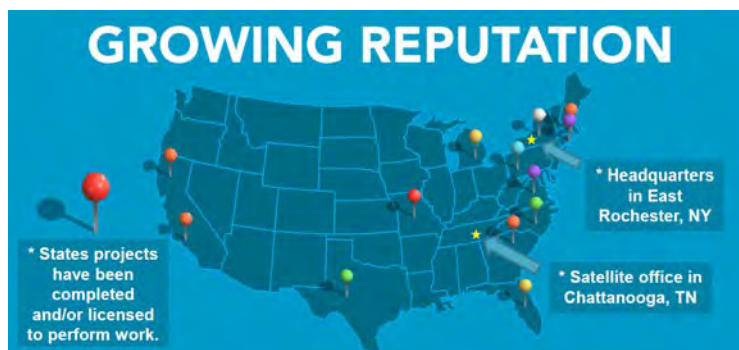 GROWING REPUTATION
* Headquarters
in East
Rochester, NY
* States projects
have been
completed
and/or licensed
to perform work.
* Satellite office in
Chattanooga, TN